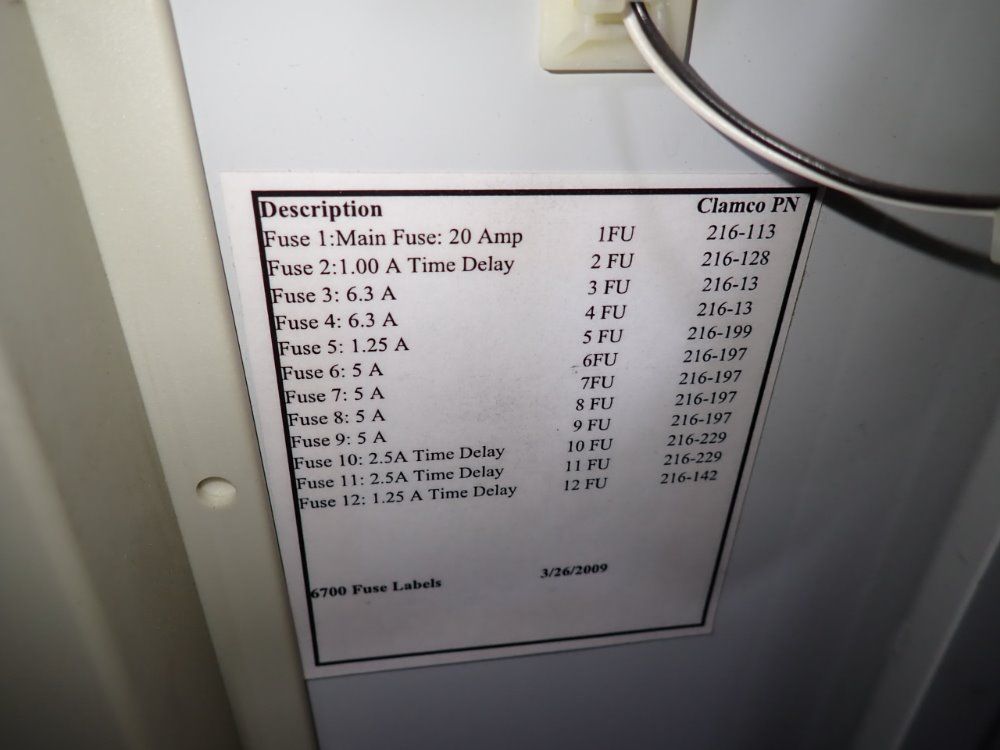 Description Clamco PN
Fuse 1:Main Fuse: 20 Amp 1FU 216-113
Fuse 2:1.00 A Time Delay 2 FU 216-128
Fuse 3: 6.3 A 3 FU 216-13
Fuse 4: 6.3 A 4 FU 216-13
Fuse 5: 1.25 A 5 FU 216-199
Fuse 6: 5 A 6FU 216-197
Fuse 7: 5 A 7FU 216-197
Fuse 8: 5 A 8 FU 216-197
Fuse 9: 5 A 9 FU 216-197
Fuse 10: 2.5A Time Delay 10 FU 216-229
Fuse 11: 2.5A Time Delay 11 FU 216-229
Fuse 12: 1.25 A Time Delay 12 FU 216-142
6700 Fuse Labels 3/26/2009